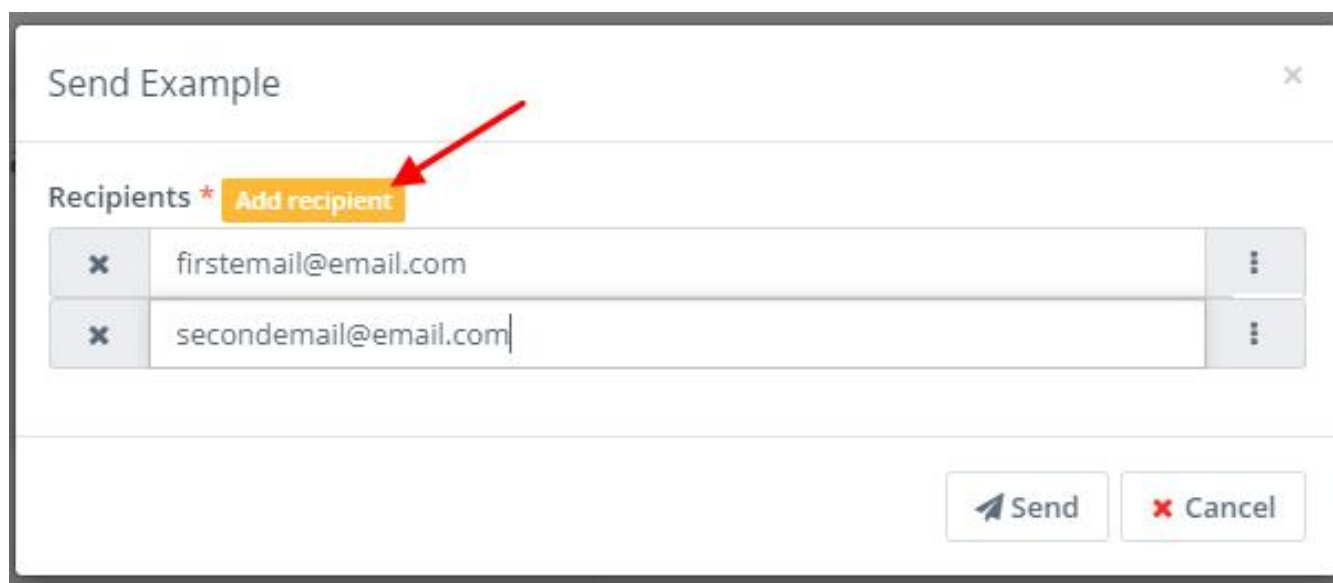 Send Example
Recipients * Add recipient
firstemail@email.com
secondemail@email.com
Send Cancel